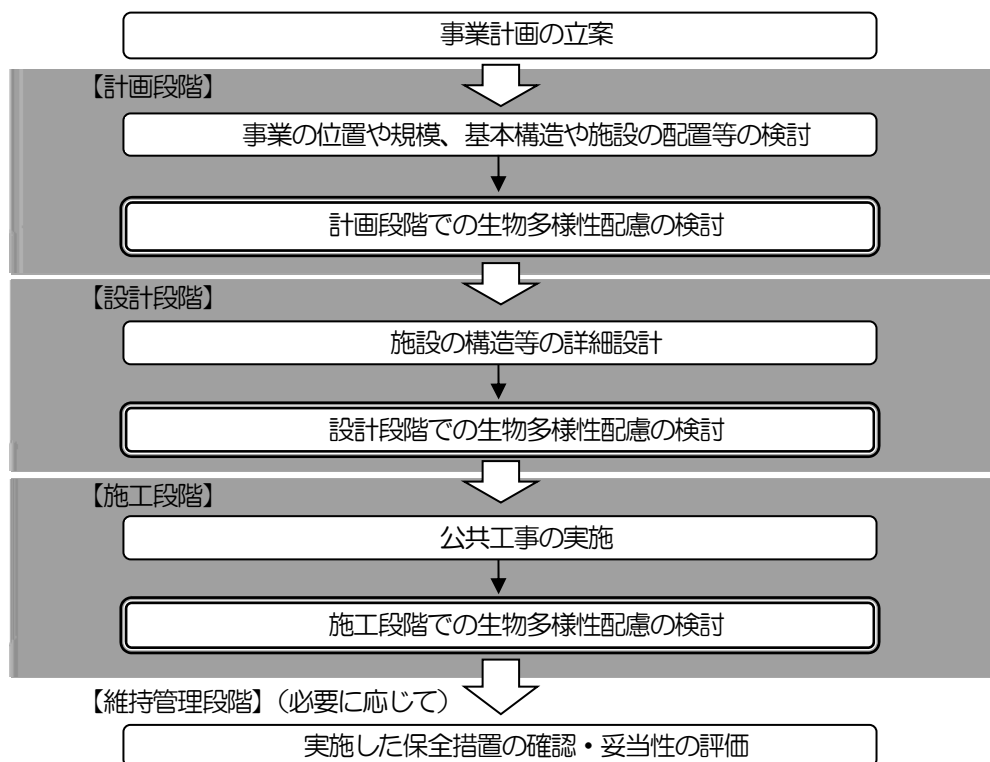 事業計画の立案
【計画段階】
事業の位置や規模、基本構造や施設の配置等の検討
計画段階での生物多様性配慮の検討
【設計段階】
施設の構造等の詳細設計
設計段階での生物多様性配慮の検討
【施工段階】
公共工事の実施
施工段階での生物多様性配慮の検討
【維持管理段階】（必要に応じて）
実施した保全措置の確認・妥当性の評価